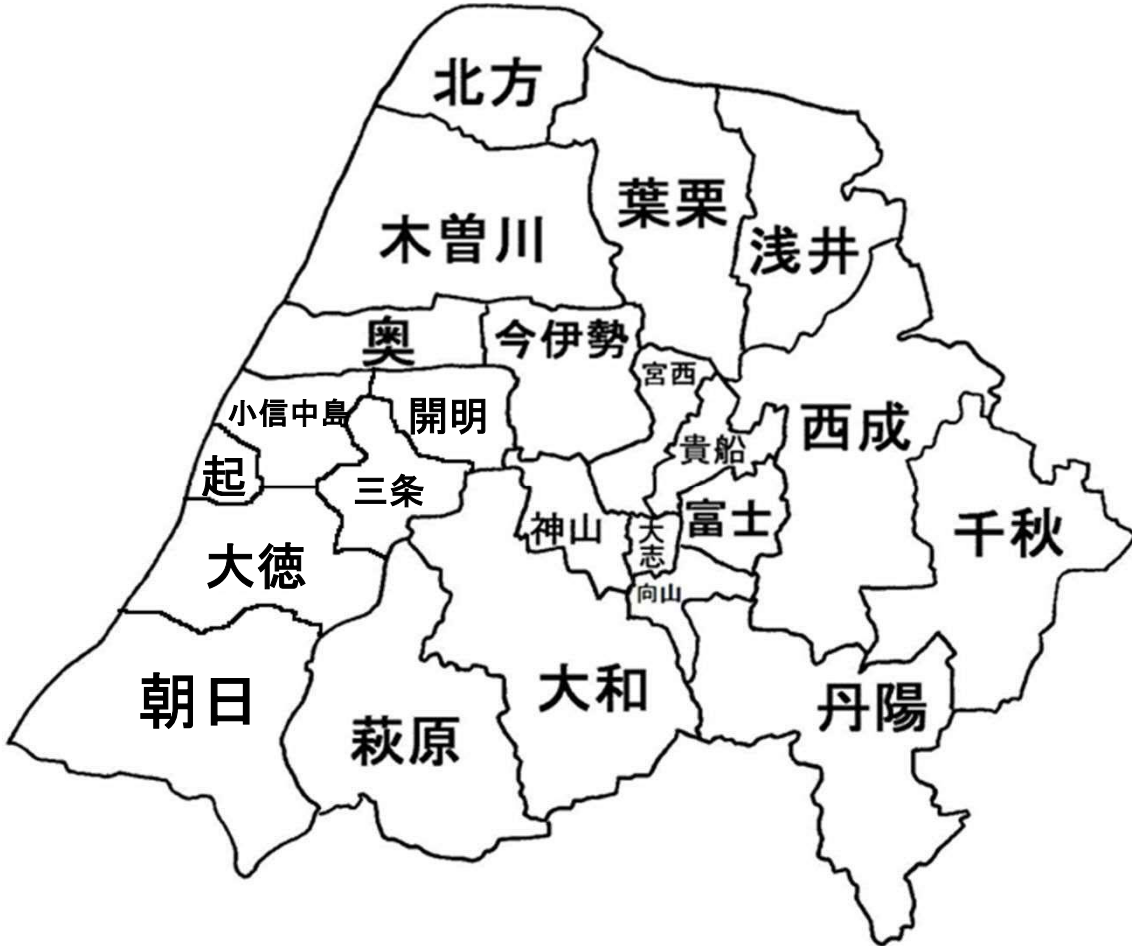 北方
葉栗
木曽川
浅井
奥
今伊勢
宮西
小信中島
開明
西成
貴船
起
三条
神山
大志
富士
千秋
大徳
向山
朝日
大和
萩原
丹陽